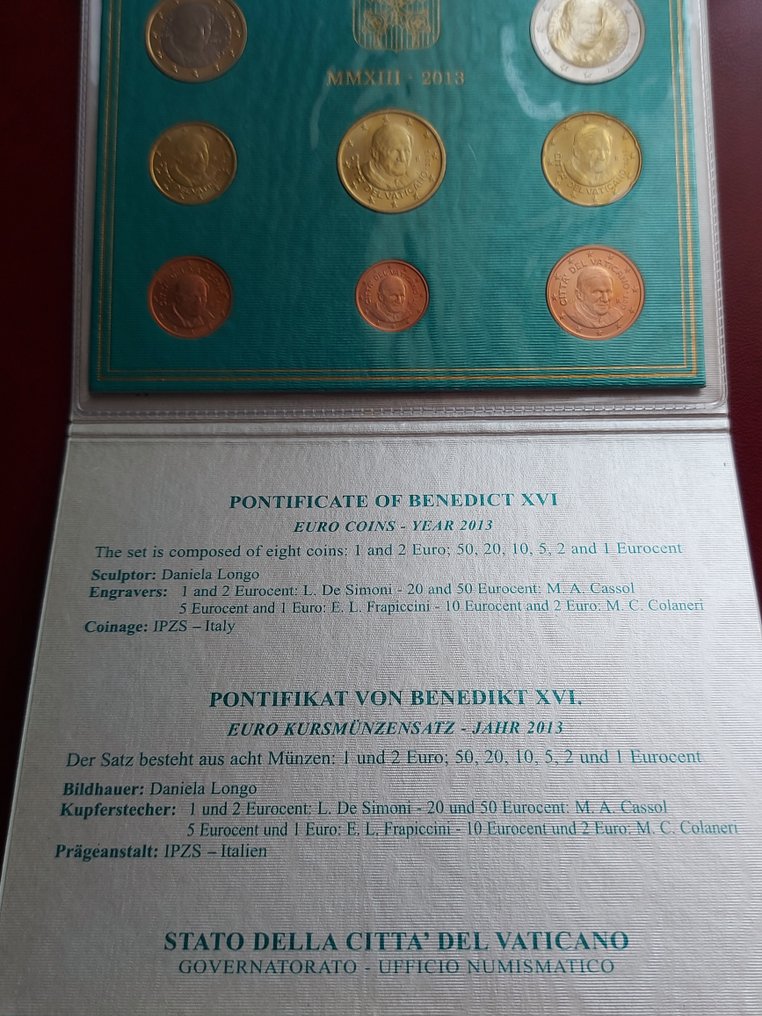 MMXIII - 2013
DEL VATICANO
CITTA' DEL VATICANO
PONTIFICATE OF BENEDICT XVI
EURO COINS - YEAR 2013
The set is composed of eight coins: 1 and 2 Euro; 50, 20, 10, 5, 2 and 1 Eurocent
Sculptor: Daniela Longo
Engravers: 1 and 2 Eurocent: L. De Simoni - 20 and 50 Eurocent: M. A. Cassol
5 Eurocent and 1 Euro: E. L. Frapiccini - 10 Eurocent and 2 Euro: M. C. Colaneri
Coinage: IPZS – Italy
PONTIFIKAT VON BENEDIKT XVI.
EURO KURSMÜNZENSATZ - JAHR 2013
Der Satz besteht aus acht Münzen: 1 und 2 Euro; 50, 20, 10, 5, 2 und 1 Eurocent
Bildhauer: Daniela Longo
Kupferstecher: 1 und 2 Eurocent: L. De Simoni - 20 und 50 Eurocent: M. A. Cassol
5 Eurocent und 1 Euro: E. L. Frapiccini - 10 Eurocent und 2 Euro: M. C. Colaneri
Prägeanstalt: IPZS – Italien
STATO DELLA CITTA' DEL VATICANO
GOVERNATORATO - UFFICIO NUMISMATICO